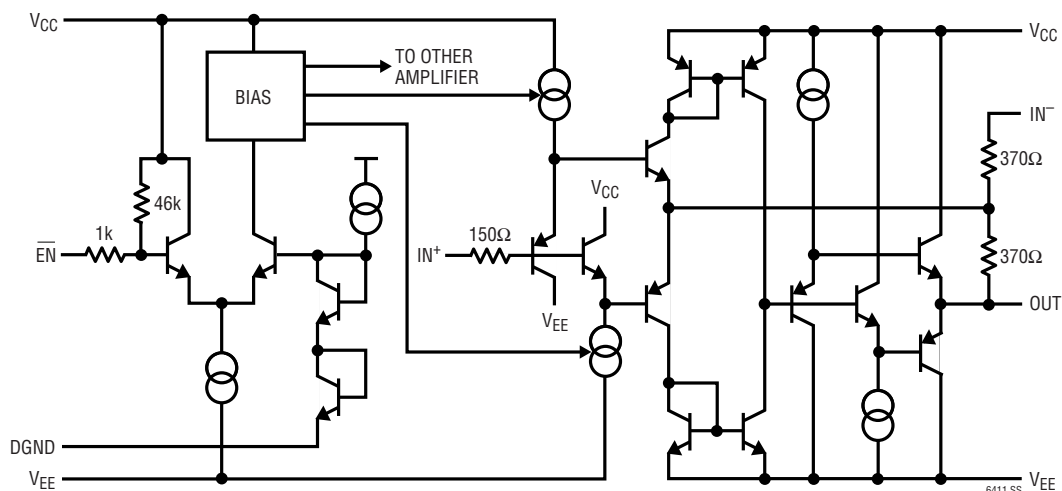 VCC
TO OTHER
AMPLIFIER
BIAS
VCC
IN−
370Ω
46k
1k
EN
VCC
150Ω
IN+
370Ω
OUT
VEE
DGND
VEE
VEE
6411 SS